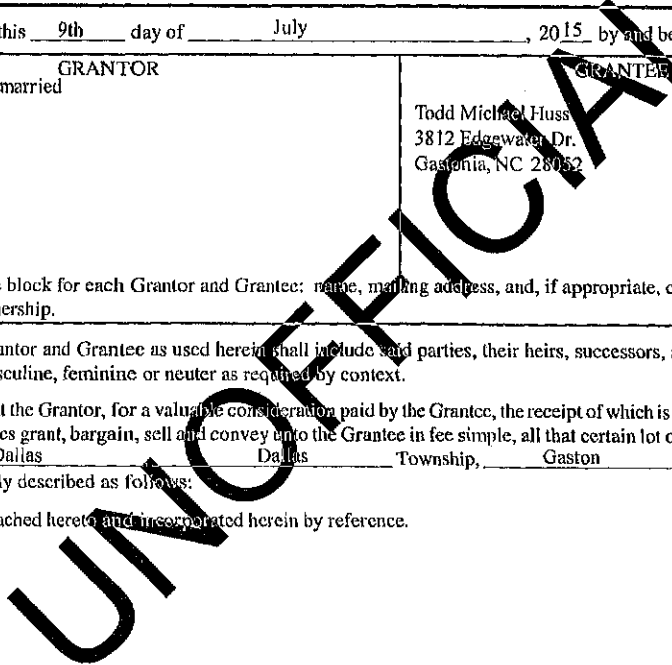 this 9th day of July , 2015 by and be
GRANTOR GRANTEE
married
Todd Michael Huss
3812 Edgewater Dr.
Gastonia, NC 28052
block for each Grantor and Grantee: name, mailing address, and, if appropriate, c
ership.
antor and Grantee as used herein shall include said parties, their heirs, successors,
sculine, feminine or neuter as required by context.
t the Grantor, for a valuable consideration paid by the Grantee, the receipt of which is
es grant, bargain, sell and convey unto the Grantee in fee simple, all that certain lot o
Dallas Dallas Township, Gaston
ly described as follows:
ached hereto and incorporated herein by reference.
UNOFFICIAL